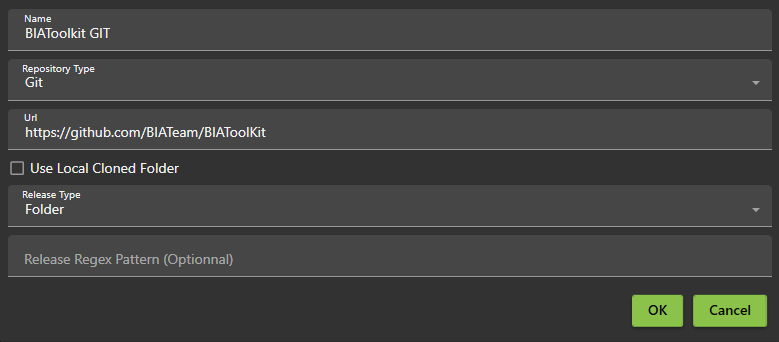 Name
BIAToolkit GIT
Repository Type
Git
Url
https://github.com/BIATeam/BIAToolKit
Use Local Cloned Folder
Release Type
Folder
Release Regex Pattern (Optionnal)
OK Cancel